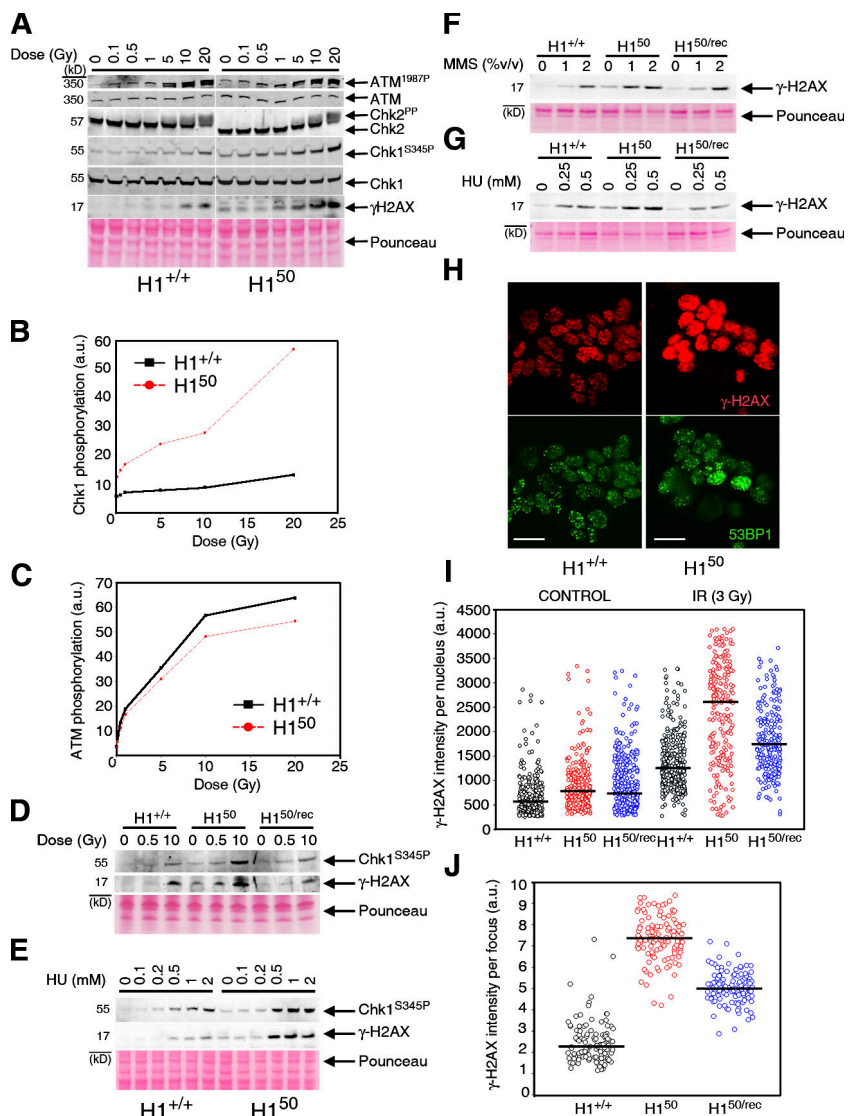 A
Dose (Gy) 0 0.1 0.5 1 5 10 20 0 0.1 0.5 1 5 10 20
(kD)
350 ATM1987P
350 ATM
Chk2PP
57 Chk2
55 Chk1S345P
55 Chk1
17 γH2AX
Pounceau
H1+/+ H150
B
Chk1 phosphorylation (a.u.)
60
50
40
30
20
10
0
0 5 10 15 20 25
Dose (Gy)
H1+/+
H150
C
ATM phosphorylation (a.u.)
70
60
50
40
30
20
10
0
0 5 10 15 20 25
Dose (Gy)
H1+/+
H150
D
H1+/+ H150 H150/rec
Dose (Gy) 0 0.5 10 0 0.5 10 0 0.5 10
55 Chk1S345P
17 γ-H2AX
(kD)
Pounceau
E
HU (mM) 0 0.1 0.2 0.5 1 2 0 0.1 0.2 0.5 1 2
55 Chk1S345P
17 γ-H2AX
(kD)
Pounceau
H1+/+ H150
F
H1+/+ H150 H150/rec
MMS (%v/v) 0 1 2 0 1 2 0 1 2
17 γ-H2AX
(kD) Pounceau
G
H1+/+ H150 H150/rec
HU (mM) 0 0.25 0.5 0 0.25 0.5 0 0.25 0.5
17 γ-H2AX
(kD) Pounceau
H
γ-H2AX
53BP1
H1+/+ H150
I
CONTROL IR (3 Gy)
γ-H2AX intensity per nucleus (a.u.)
4500
4000
3500
3000
2500
2000
1500
1000
500
0
H1+/+ H150 H150/rec H1+/+ H150 H150/rec
J
γ-H2AX intensity per focus (a.u.)
10
9
8
7
6
5
4
3
2
1
0
H1+/+ H150 H150/rec